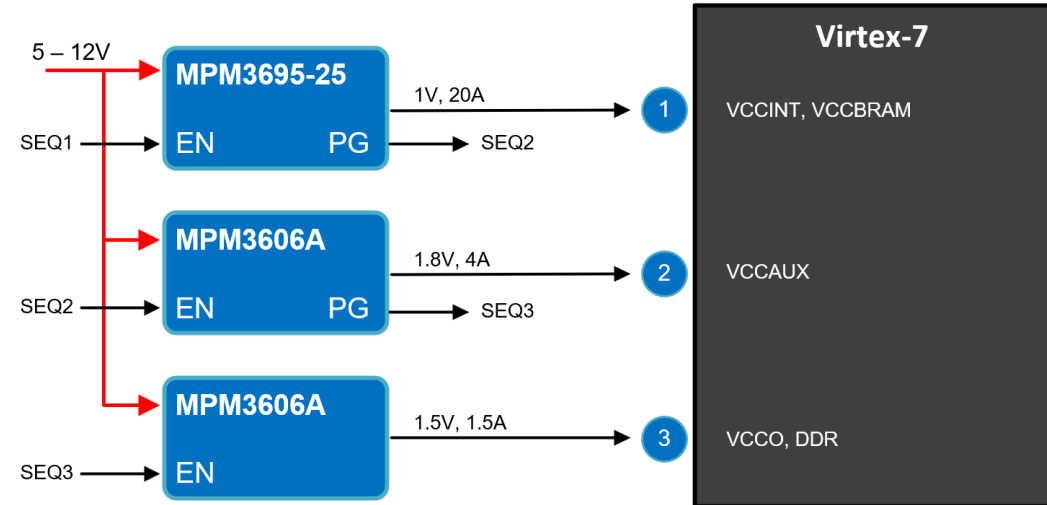 Virtex-7
5 – 12V
MPM3695-25
1V, 20A
1
VCCINT, VCCBRAM
SEQ1
EN
PG
SEQ2
MPM3606A
1.8V, 4A
2
VCCAUX
SEQ2
EN
PG
SEQ3
MPM3606A
1.5V, 1.5A
3
VCCO, DDR
SEQ3
EN